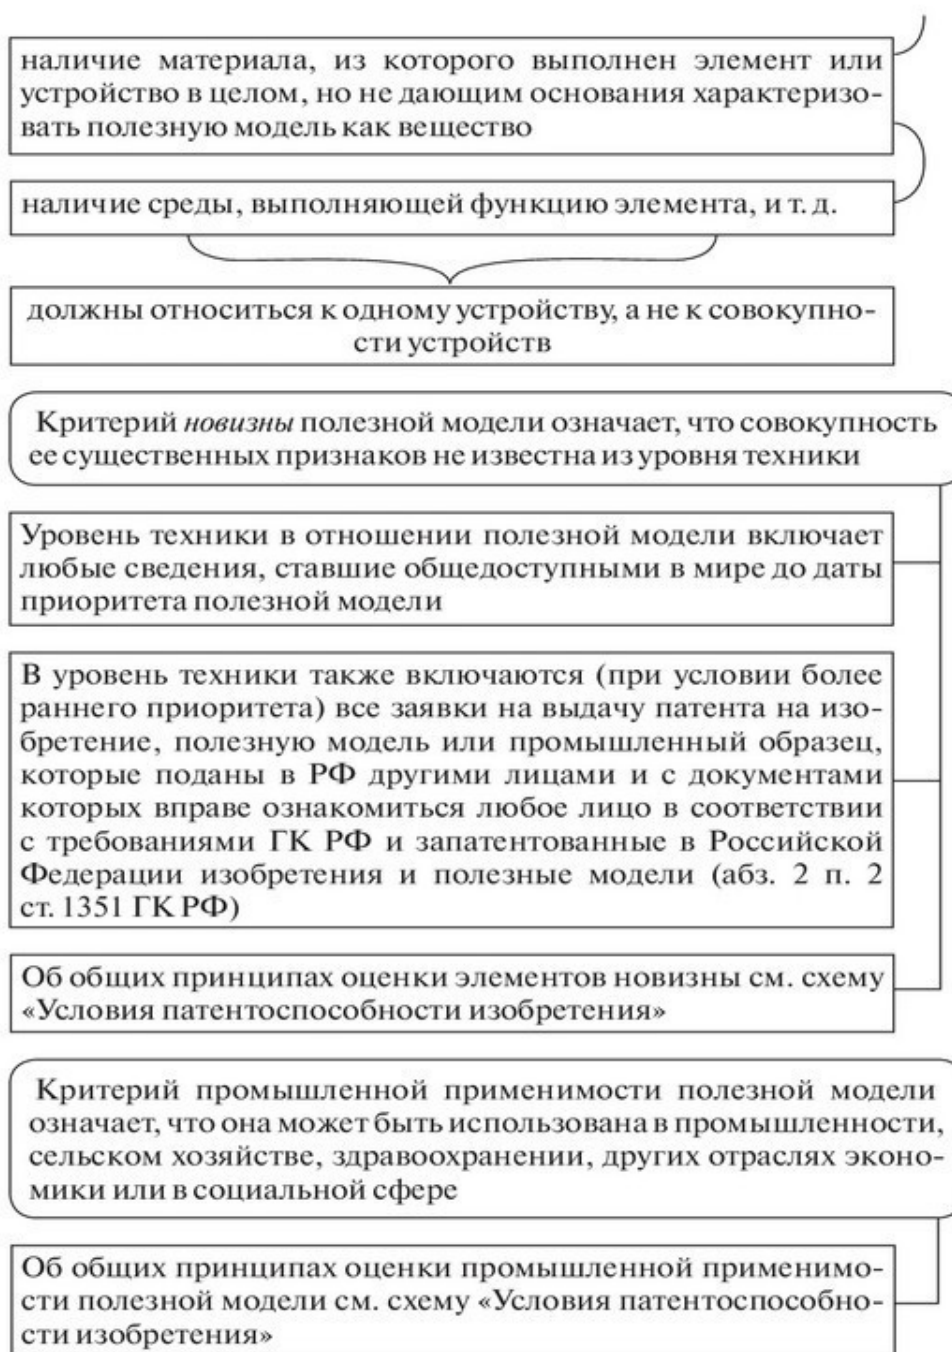 наличие материала, из которого выполнен элемент или
устройство в целом, но не дающим основания характеризо-
вать полезную модель как вещество
наличие среды, выполняющей функцию элемента, и т. д.
должны относиться к одному устройству, а не к совокупно-
сти устройств
Критерий новизны полезной модели означает, что совокупность
ее существенных признаков не известна из уровня техники
Уровень техники в отношении полезной модели включает
любые сведения, ставшие общедоступными в мире до даты
приоритета полезной модели
В уровень техники также включаются (при условии более
раннего приоритета) все заявки на выдачу патента на изо-
бретение, полезную модель или промышленный образец,
которые поданы в РФ другими лицами и с документами
которых вправе ознакомиться любое лицо в соответствии
с требованиями ГК РФ и запатентованные в Российской
Федерации изобретения и полезные модели (абз. 2 п. 2
ст. 1351 ГК РФ)
Об общих принципах оценки элементов новизны см. схему
«Условия патентоспособности изобретения»
Критерий промышленной применимости полезной модели
означает, что она может быть использована в промышленности,
сельском хозяйстве, здравоохранении, других отраслях эконо-
мики или в социальной сфере
Об общих принципах оценки промышленной применимо-
сти полезной модели см. схему «Условия патентоспособно-
сти изобретения»